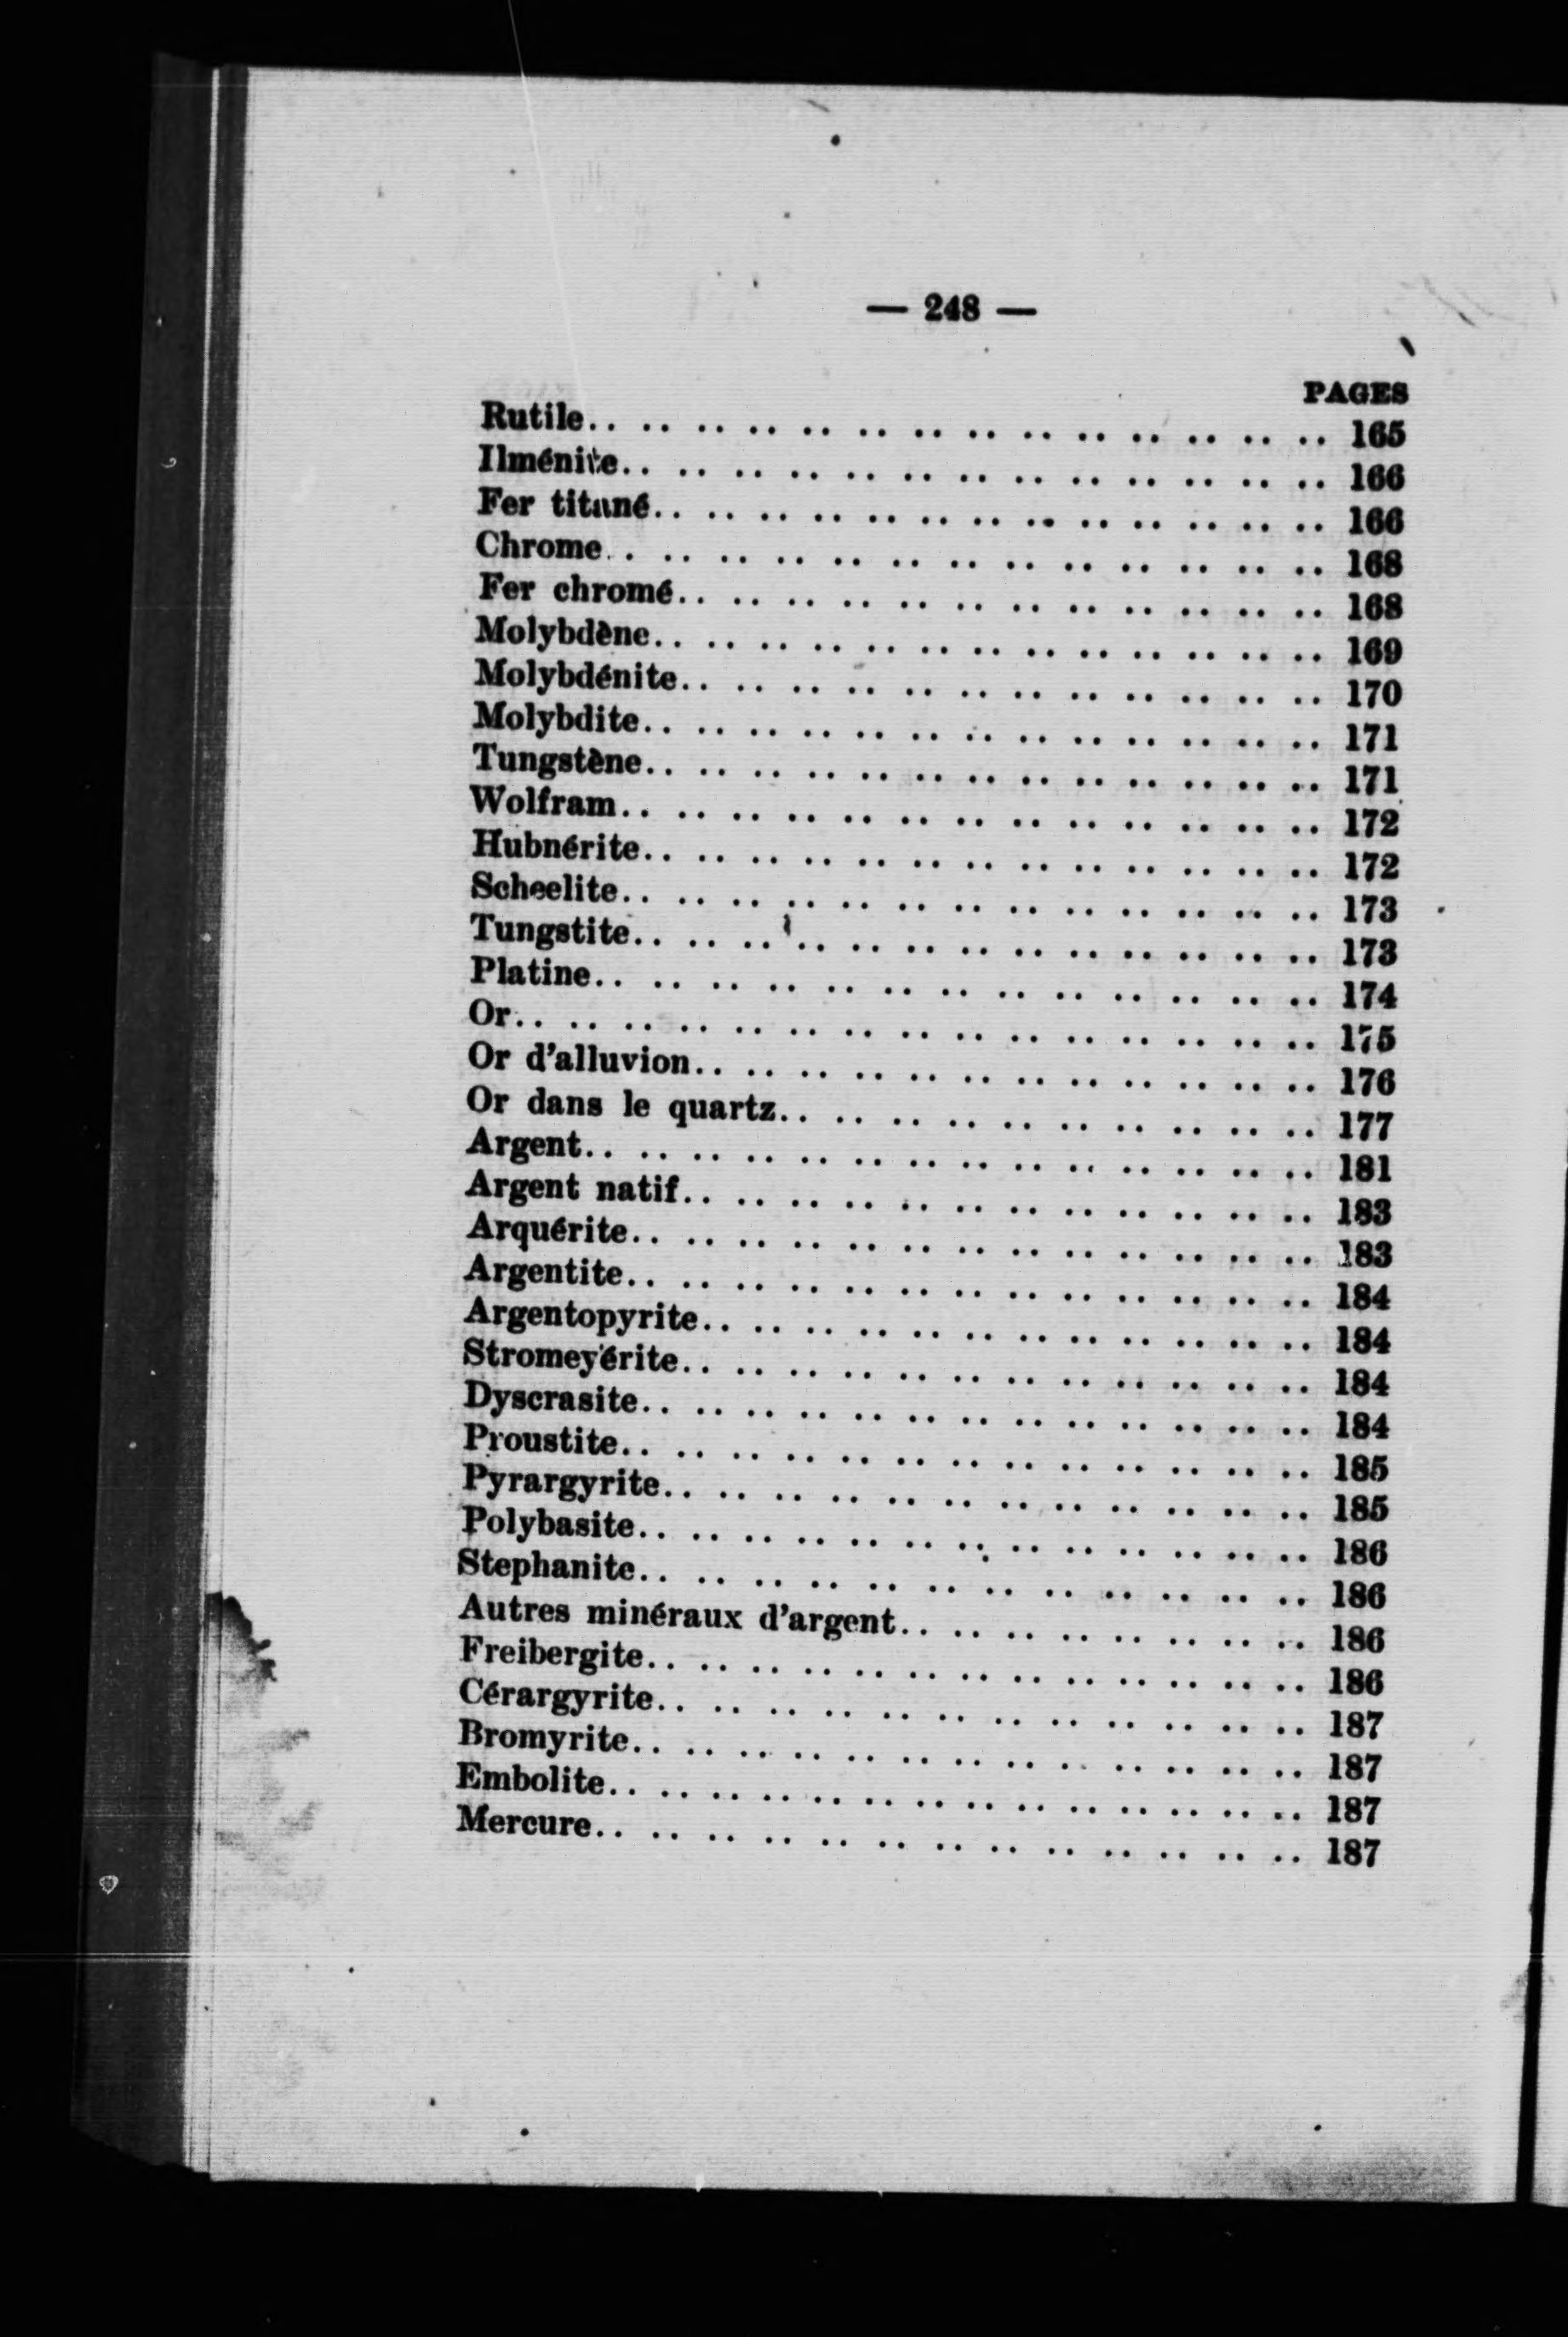 — 248 —
PAGES
Rutile.. .. .. .. .. .. .. .. .. .. .. .. .. .. 165
Ilménite.. .. .. .. .. .. .. .. .. .. .. .. .. 166
Fer titané.. .. .. .. .. .. .. .. .. .. .. .. .. 166
Chrome.. .. .. .. .. .. .. .. .. .. .. .. .. 168
Fer chromé.. .. .. .. .. .. .. .. .. .. .. .. 168
Molybdène.. .. .. .. .. .. .. .. .. .. .. .. .. 169
Molybdénite.. .. .. .. .. .. .. .. .. .. .. .. 170
Molybdite.. .. .. .. .. .. .. .. .. .. .. .. .. 171
Tungstène.. .. .. .. .. .. .. .. .. .. .. .. .. 171
Wolfram.. .. .. .. .. .. .. .. .. .. .. .. .. 172
Hubnérite.. .. .. .. .. .. .. .. .. .. .. .. .. 172
Scheelite.. .. .. .. .. .. .. .. .. .. .. .. .. 173
Tungstite.. .. .. .. .. .. .. .. .. .. .. .. .. 173
Platine.. .. .. .. .. .. .. .. .. .. .. .. .. 174
Or.. .. .. .. .. .. .. .. .. .. .. .. .. .. .. 175
Or d'alluvion.. .. .. .. .. .. .. .. .. .. .. .. 176
Or dans le quartz.. .. .. .. .. .. .. .. .. .. 177
Argent.. .. .. .. .. .. .. .. .. .. .. .. .. .. 181
Argent natif.. .. .. .. .. .. .. .. .. .. .. .. 183
Arquérite.. .. .. .. .. .. .. .. .. .. .. .. .. 183
Argentite.. .. .. .. .. .. .. .. .. .. .. .. .. 184
Argentopyrite.. .. .. .. .. .. .. .. .. .. .. .. 184
Stromeyérite.. .. .. .. .. .. .. .. .. .. .. .. 184
Dyscrasite.. .. .. .. .. .. .. .. .. .. .. .. .. 184
Proustite.. .. .. .. .. .. .. .. .. .. .. .. .. 185
Pyrargyrite.. .. .. .. .. .. .. .. .. .. .. .. 185
Polybasite.. .. .. .. .. .. .. .. .. .. .. .. .. 186
Stephanite.. .. .. .. .. .. .. .. .. .. .. .. 186
Autres minéraux d'argent.. .. .. .. .. .. .. .. 186
Freibergite.. .. .. .. .. .. .. .. .. .. .. .. .. 186
Cérargyrite.. .. .. .. .. .. .. .. .. .. .. .. 187
Bromyrite.. .. .. .. .. .. .. .. .. .. .. .. .. 187
Embolite.. .. .. .. .. .. .. .. .. .. .. .. .. .. 187
Mercure.. .. .. .. .. .. .. .. .. .. .. .. .. 187